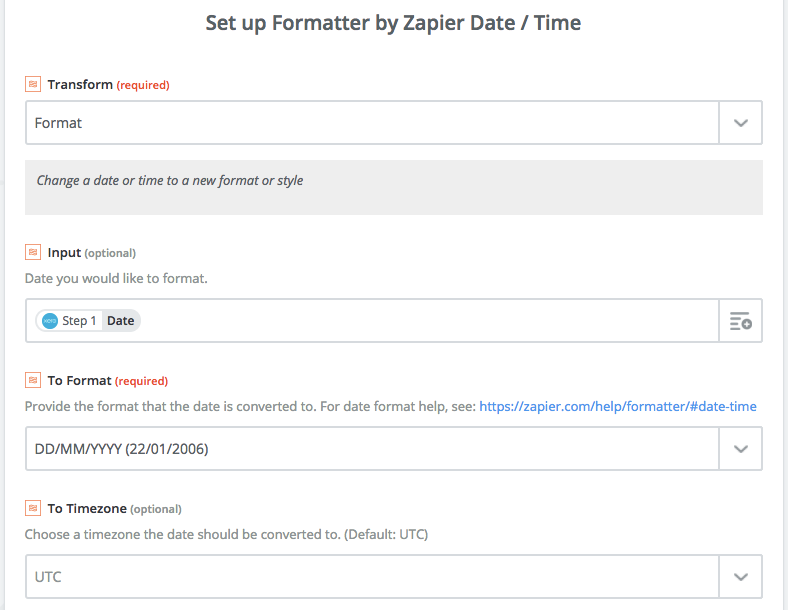 Set up Formatter by Zapier Date / Time
Transform (required)
Format
Change a date or time to a new format or style
Input (optional)
Date you would like to format.
xero Step 1 Date
To Format (required)
Provide the format that the date is converted to. For date format help, see: https://zapier.com/help/formatter/#date-time
DD/MM/YYYY (22/01/2006)
To Timezone (optional)
Choose a timezone the date should be converted to. (Default: UTC)
UTC